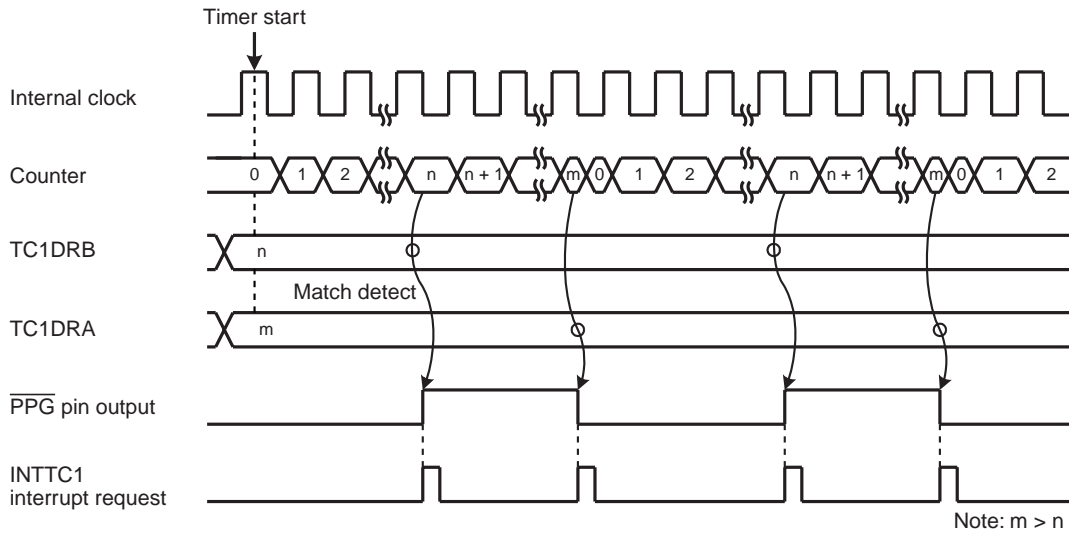 Timer start
Internal clock
Counter
0 1 2 n n + 1 m 0 1 2 n n + 1 m 0 1 2
TC1DRB
n
Match detect
TC1DRA
m
PPG pin output
INTTC1
interrupt request
Note: m > n